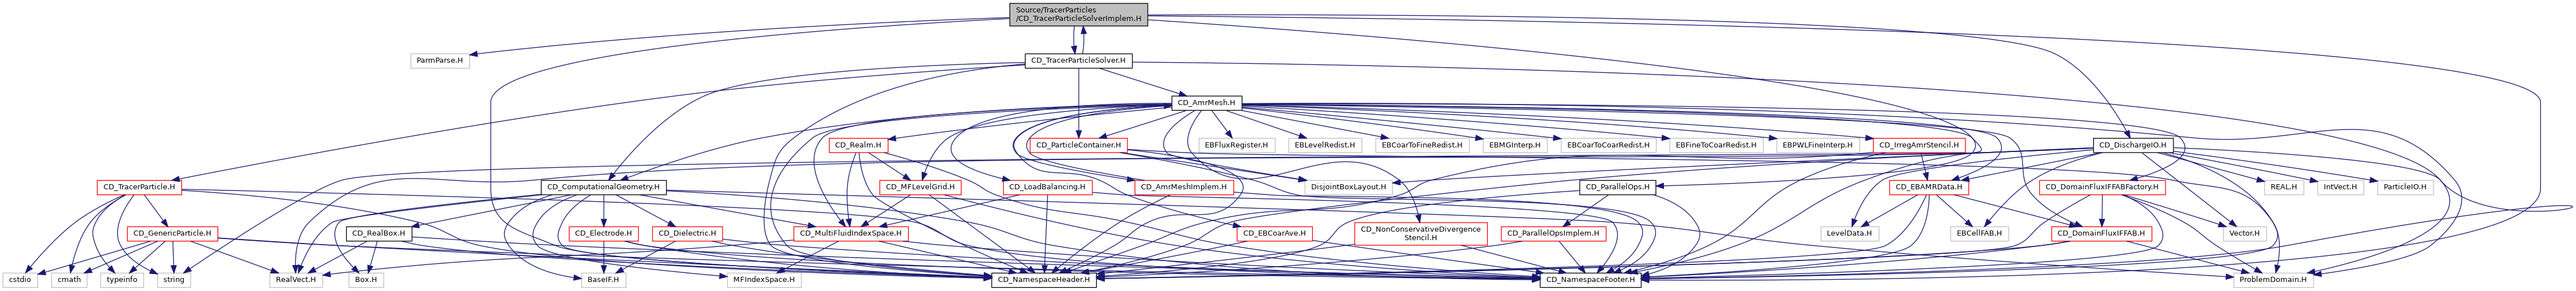 Source/TracerParticles
/CD_TracerParticleSolverImplem.H
ParmParse.H
CD_TracerParticleSolver.H
CD_AmrMesh.H
CD_Realm.H
CD_ParticleContainer.H
EBFluxRegister.H
EBLevelRedist.H
EBCoarToFineRedist.H
EBMGInterp.H
EBCoarToCoarRedist.H
EBFineToCoarRedist.H
EBPWLFineInterp.H
CD_IrregAmrStencil.H
CD_DischargeIO.H
CD_TracerParticle.H
CD_ComputationalGeometry.H
CD_MFLevelGrid.H
CD_LoadBalancing.H
CD_AmrMeshImplem.H
DisjointBoxLayout.H
CD_ParallelOps.H
CD_EBAMRData.H
CD_DomainFluxIFFABFactory.H
REAL.H
IntVect.H
ParticleIO.H
CD_GenericParticle.H
CD_RealBox.H
CD_Electrode.H
CD_Dielectric.H
CD_MultiFluidIndexSpace.H
CD_EBCoarAve.H
CD_NonConservativeDivergence
Stencil.H
CD_ParallelOpsImplem.H
LevelData.H
EBCellFAB.H
CD_DomainFluxIFFAB.H
Vector.H
cstdio
cmath
typeinfo
string
RealVect.H
Box.H
BaseIF.H
MFIndexSpace.H
CD_NamespaceHeader.H
CD_NamespaceFooter.H
ProblemDomain.H